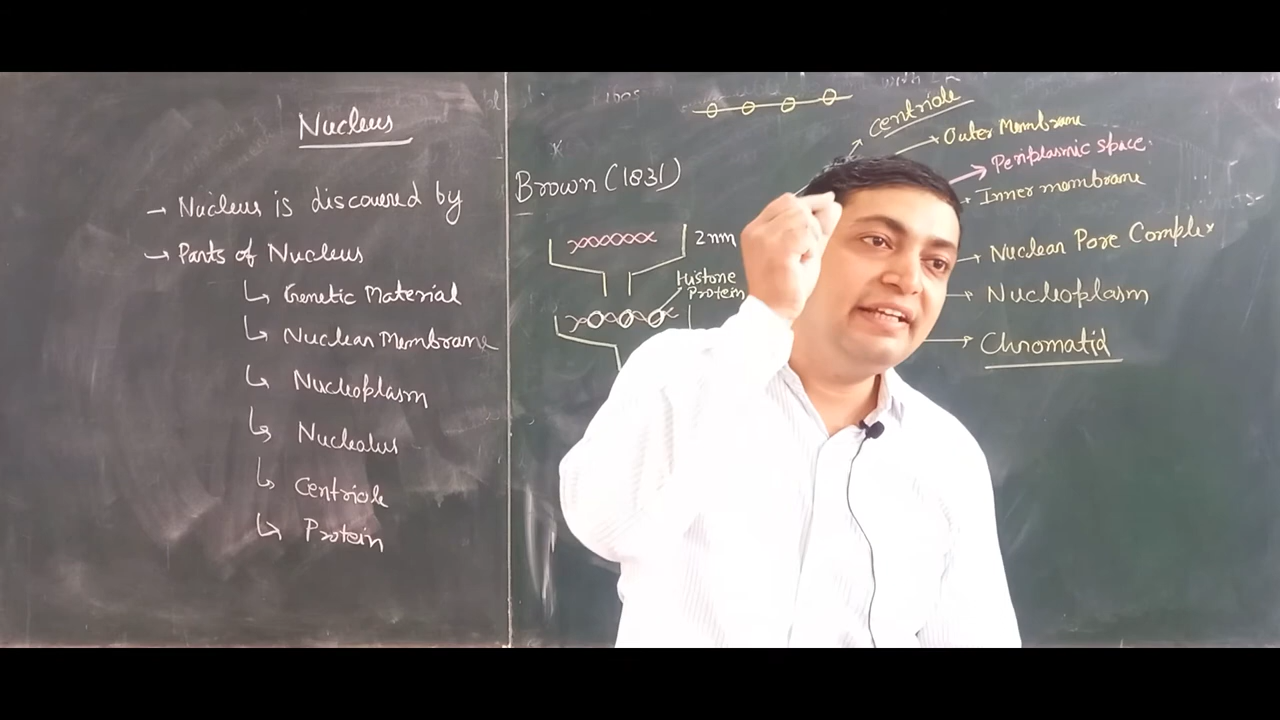 Nucleus
→ Nucleus is discovered by Brown (1831)
→ Parts of Nucleus
↳ Genetic Material
↳ Nuclear Membrane
↳ Nucleoplasm
↳ Nucleolus
↳ Centriole
↳ Protein
2nm
Histone
Protein
Centriole
Outer Membrane
Periplasmic space
Inner membrane
Nuclear Pore Complex
Nucleoplasm
Chromatid